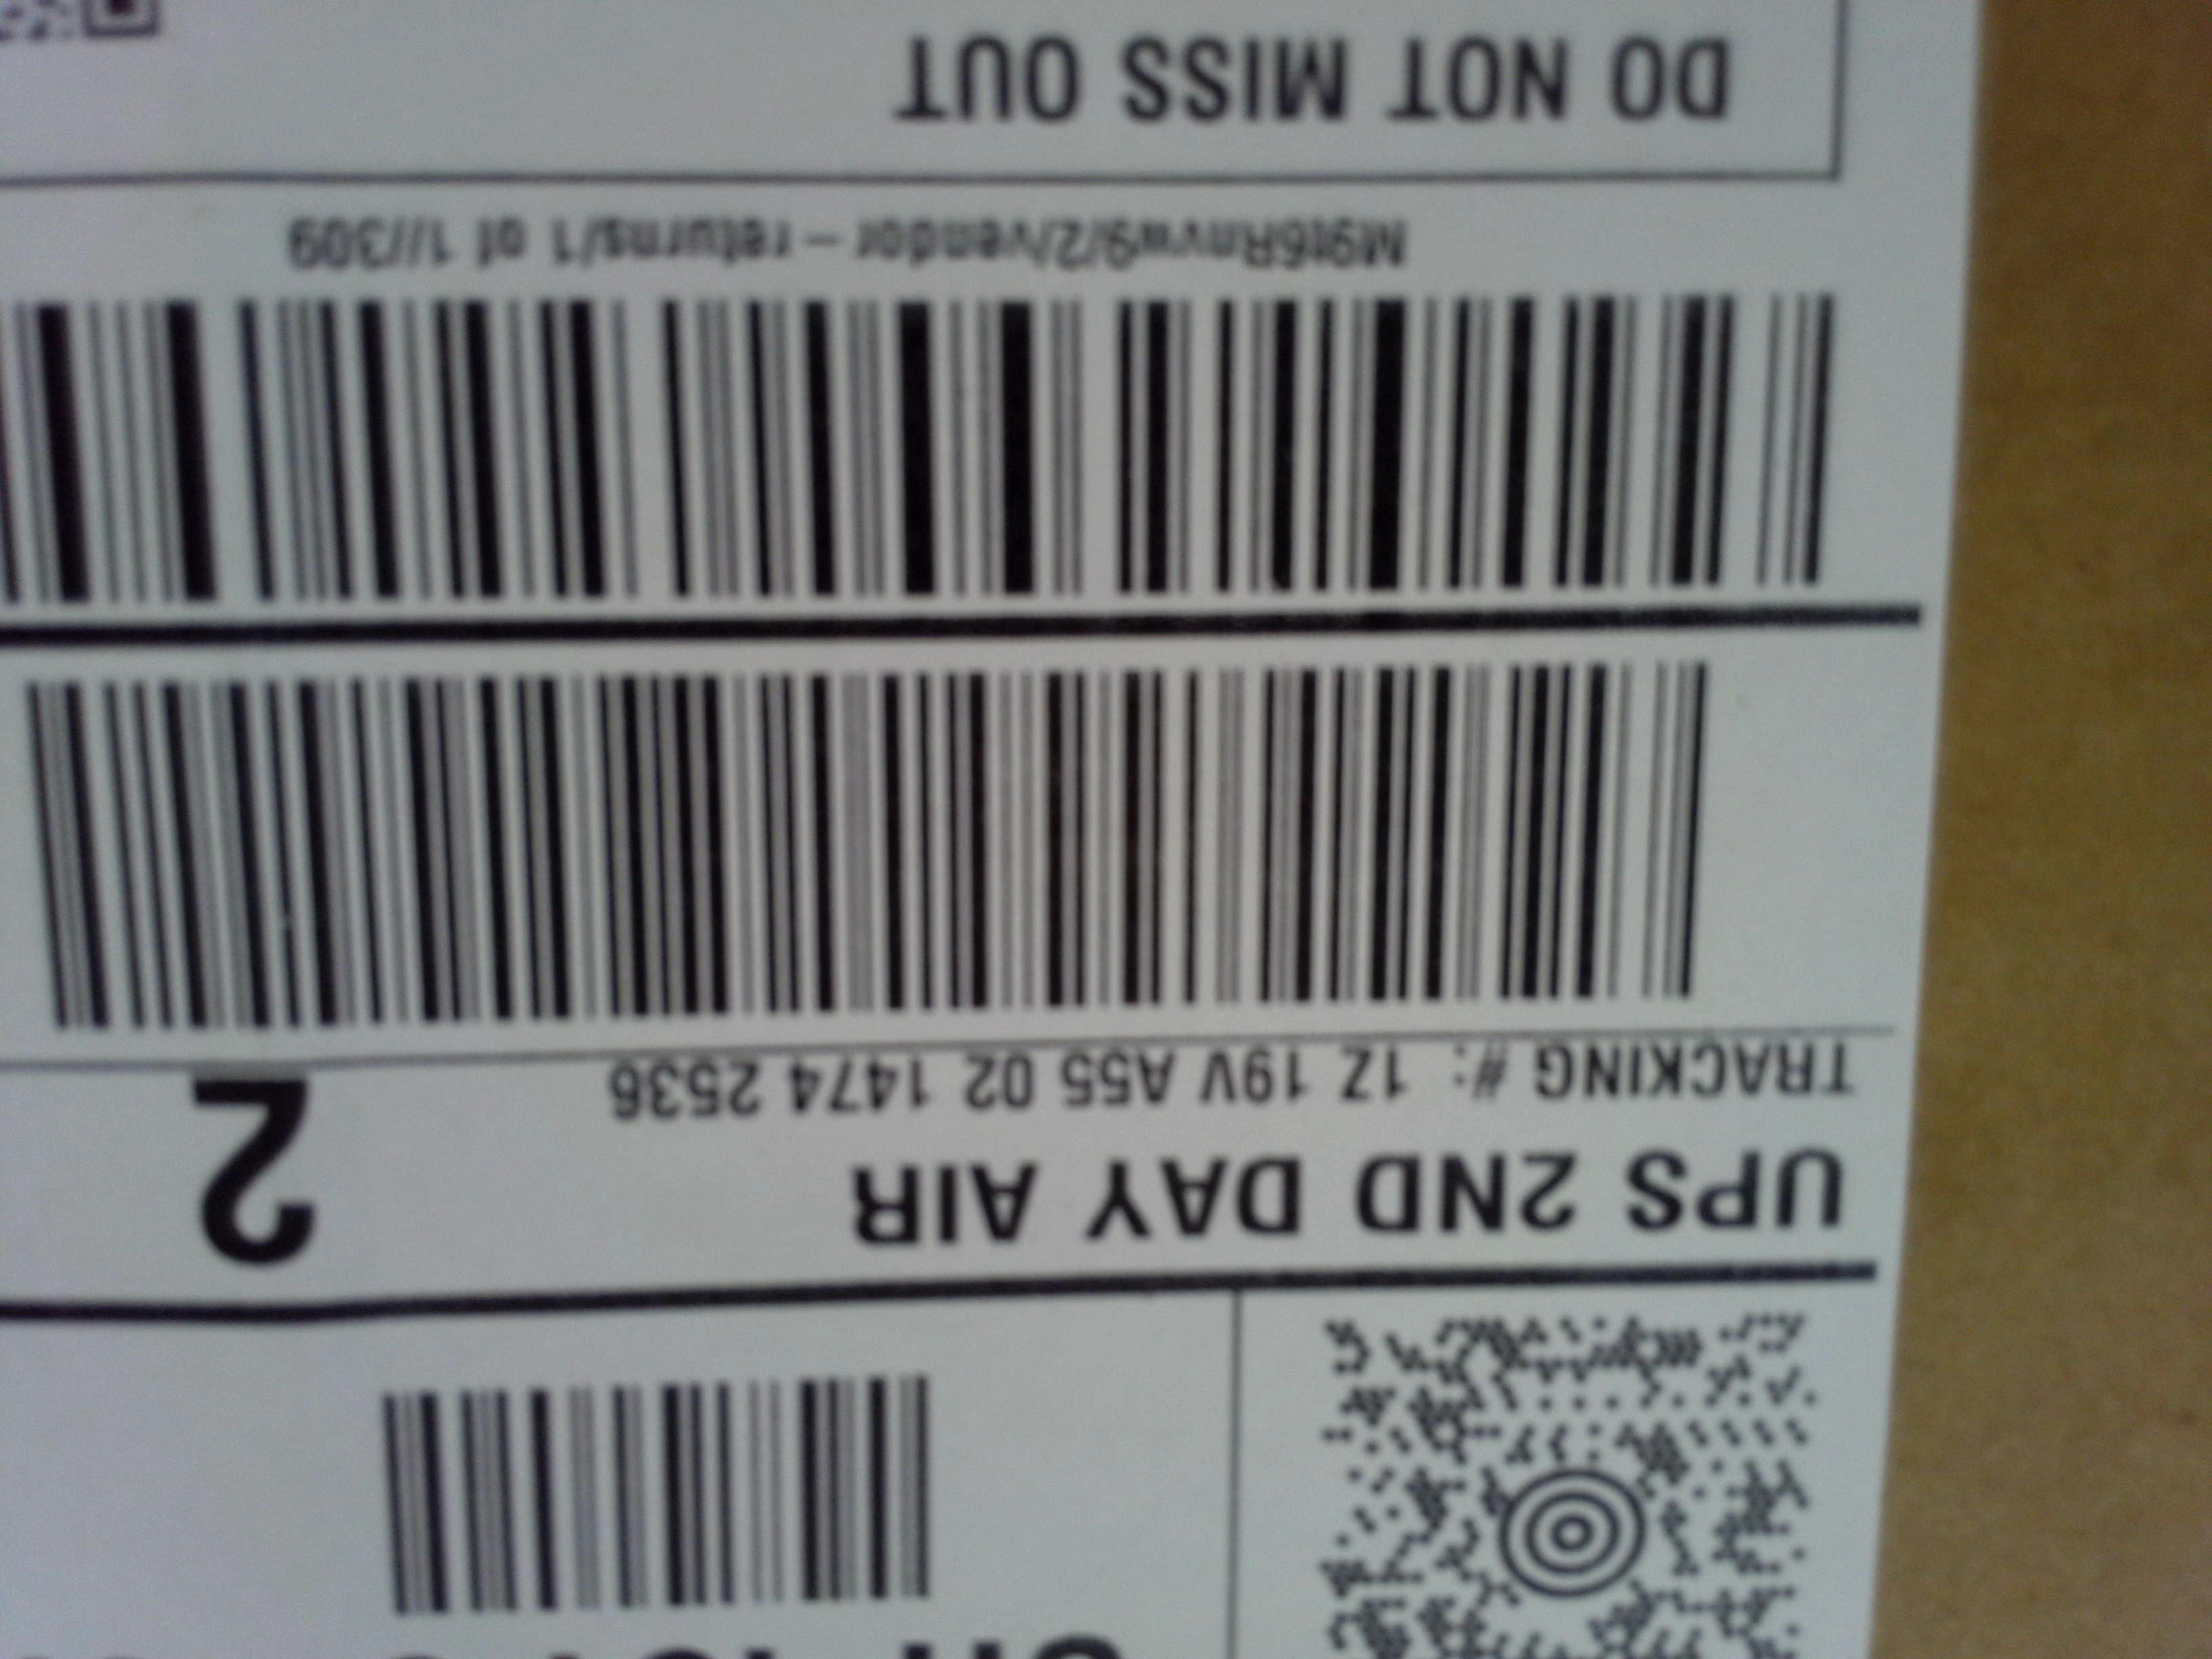 UPS 2ND DAY AIR
2
TRACKING #: 1Z 19V A55 02 1474 2536
M9t6Rnvw9/2/vendor-returns/1 of 1//309
DO NOT MISS OUT